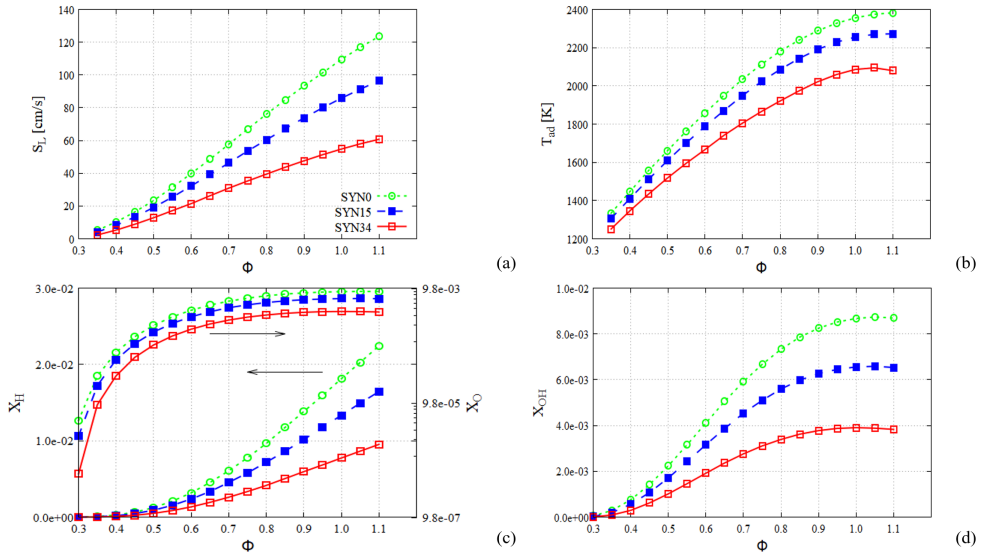 140
120
100
80
60
40
20
0
S_L [cm/s]
SYN0
SYN15
SYN34
0.3 0.4 0.5 0.6 0.7 0.8 0.9 1.0 1.1
Φ
(a)
2400
2200
2000
1800
1600
1400
1200
T_ad [K]
0.3 0.4 0.5 0.6 0.7 0.8 0.9 1.0 1.1
Φ
(b)
3.0e-02
2.0e-02
1.0e-02
0.0e+00
X_H
9.8e-03
9.8e-05
9.8e-07
X_O
0.3 0.4 0.5 0.6 0.7 0.8 0.9 1.0 1.1
Φ
(c)
1.0e-02
8.0e-03
6.0e-03
4.0e-03
2.0e-03
0.0e+00
X_OH
0.3 0.4 0.5 0.6 0.7 0.8 0.9 1.0 1.1
Φ
(d)